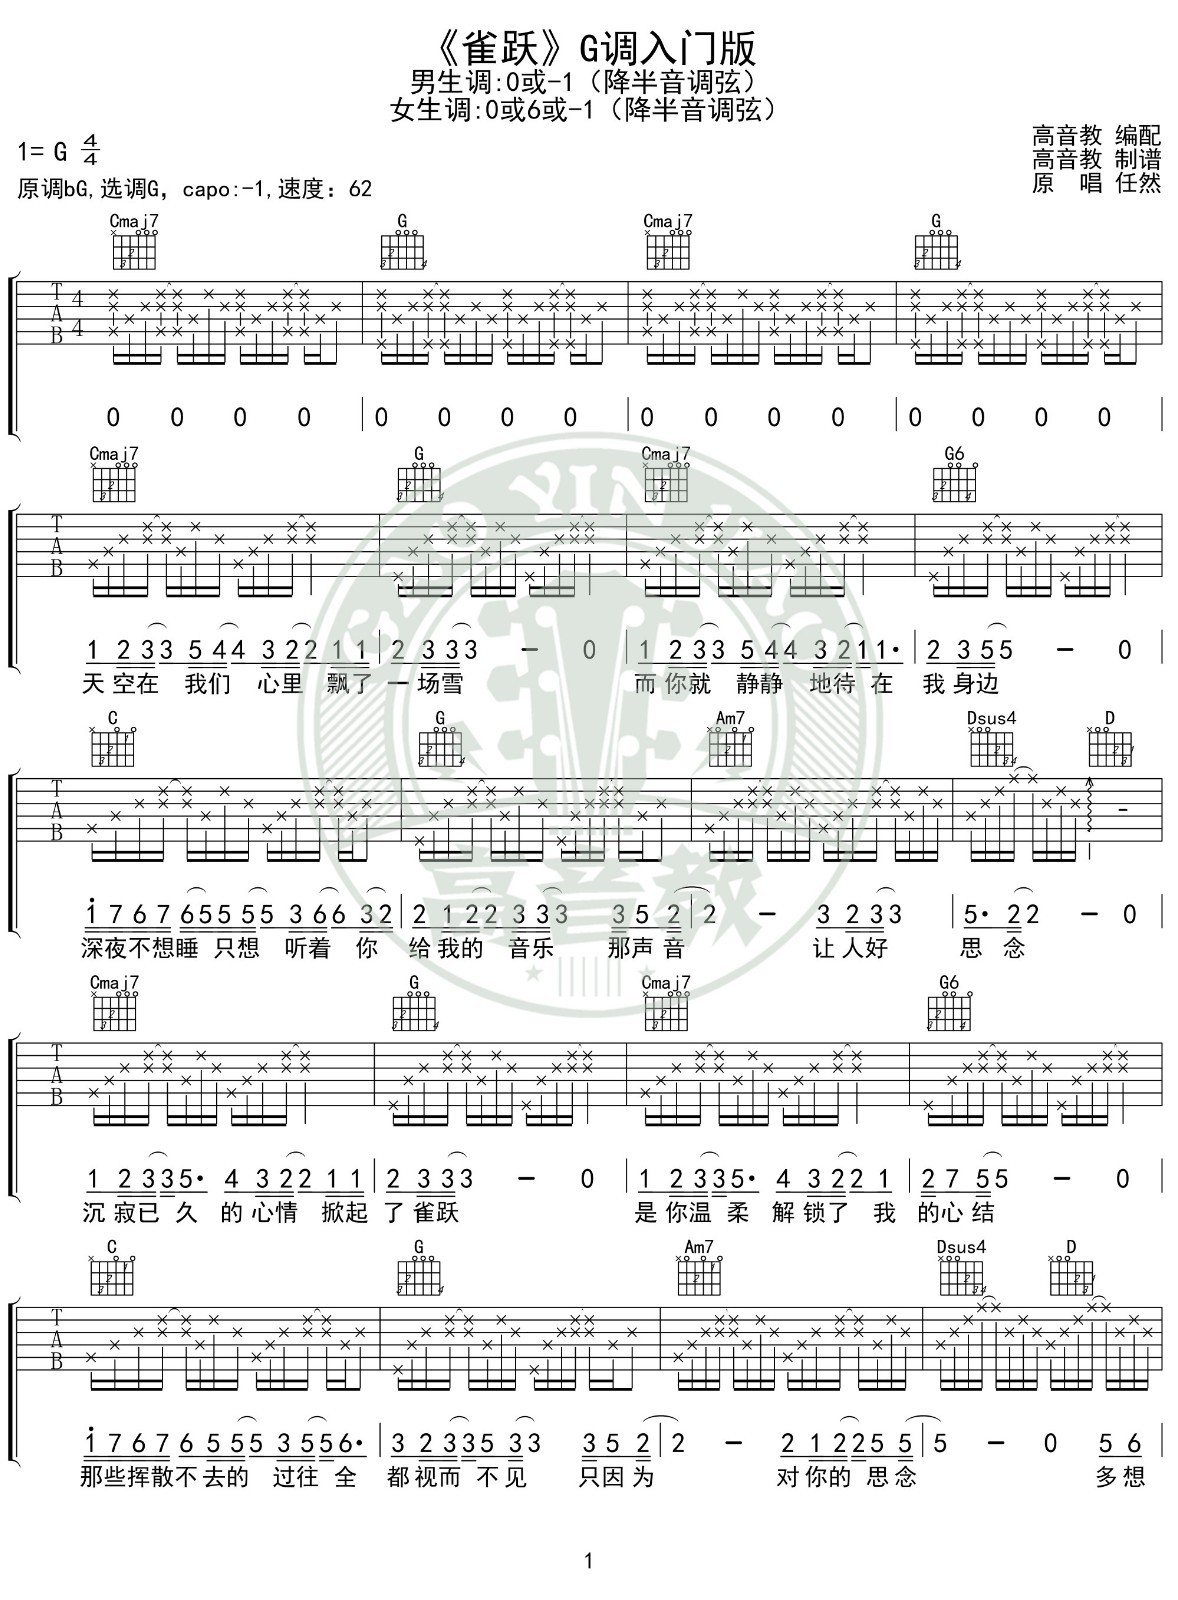 《雀跃》G调入门版
男生调:0或-1（降半音调弦）
女生调:0或6或-1（降半音调弦）
1= G 4/4
高音教 编配
高音教 制谱
原 唱 任然
原调bG,选调G，capo:-1,速度：62
Cmaj7 G Cmaj7 G
T A B 4 4
0 0 0 0 0 0 0 0 0 0 0 0 0 0 0 0
Cmaj7 G Cmaj7 G6
T A B
1 2 3 3 5 4 4 3 2 2 1 1 2 3 3 3 - 0 1 2 3 3 5 4 4 3 2 1 1· 2 3 5 5 - 0
天 空在 我们 心里 飘了 一场雪 而你就 静静 地待 在 我 身边
C G Am7 Dsus4 D
T A B
1 7 6 7 6 5 5 5 5 3 6 6 3 2 2 1 2 2 3 3 3 3 5 2 2 - 3 2 3 3 5· 2 2 - 0
深夜不想睡 只想 听着 你 给我的 音乐 那声音 让人好 思 念
Cmaj7 G Cmaj7 G6
T A B
1 2 3 3 5· 4 3 2 2 1 1 2 3 3 3 - 0 1 2 3 3 5· 4 3 2 2 1 2 7 5 5 - 0
沉 寂已 久 的 心情 掀起 了 雀跃 是你温 柔 解 锁了 我 的心 结
C G Am7 Dsus4 D
T A B
1 7 6 7 6 5 5 5 3 5 5 6· 3 2 3 3 5 3 3 3 5 2 2 - 2 1 2 2 5 5 5 - 0 5 6
那些挥散不去的 过往 全 都视而 不见 只因为 对你的 思念 多想
1
GAO YIN JIAO
高音教